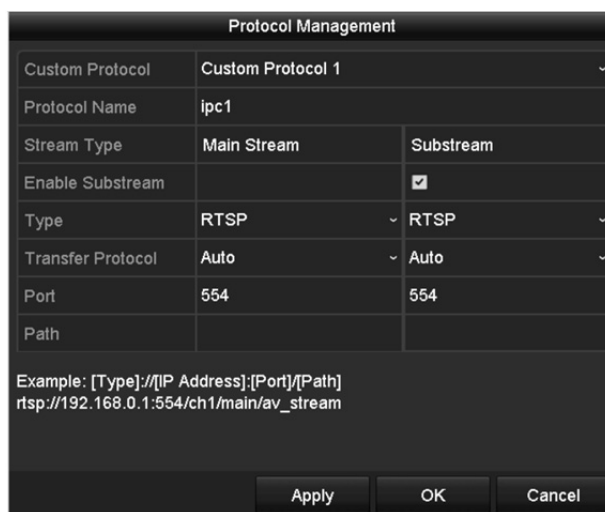 Protocol Management
Custom Protocol Custom Protocol 1
Protocol Name ipc1
Stream Type Main Stream Substream
Enable Substream
Type RTSP RTSP
Transfer Protocol Auto Auto
Port 554 554
Path
Example: [Type]://[IP Address]:[Port]/[Path]
rtsp://192.168.0.1:554/ch1/main/av_stream
Apply OK Cancel